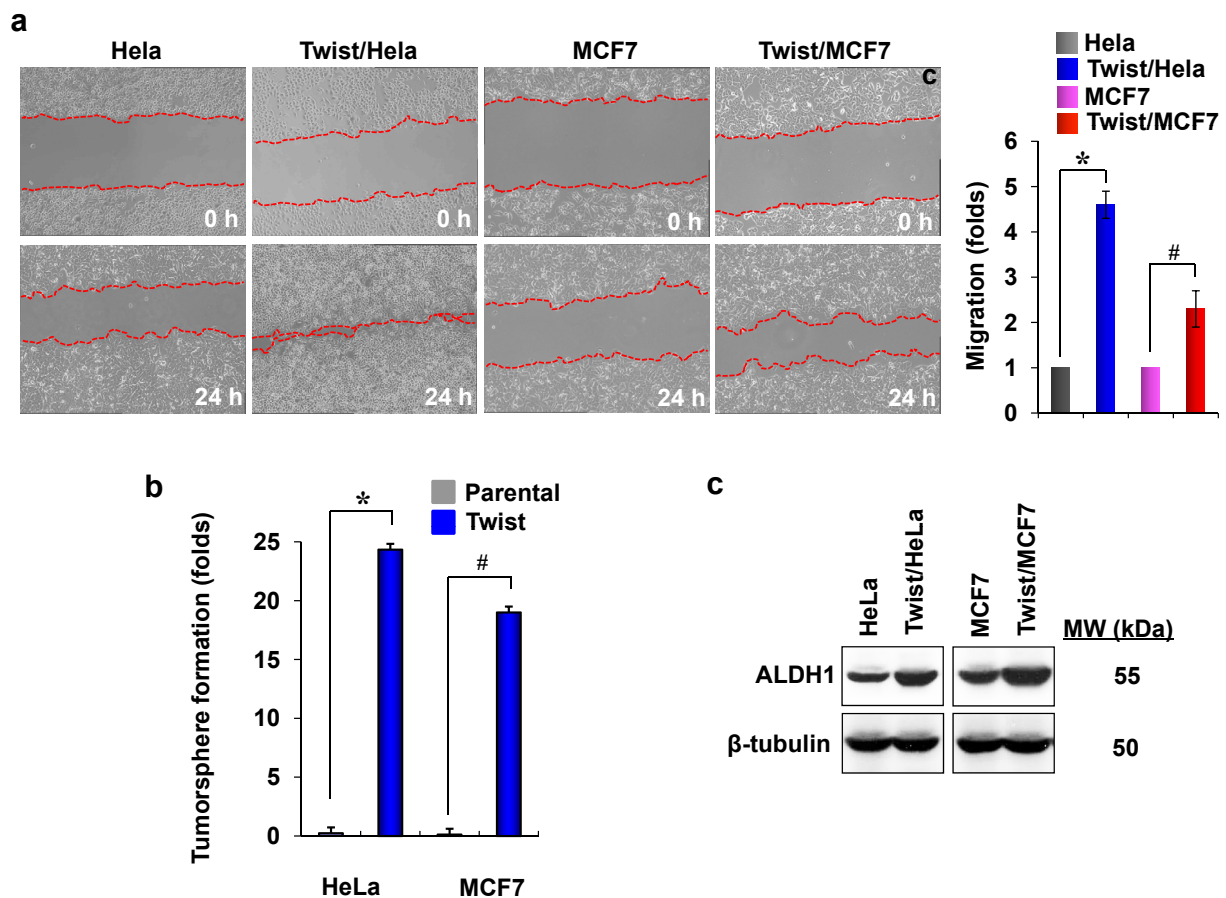 a
Hela Twist/Hela MCF7 Twist/MCF7
c
0 h 0 h 0 h 0 h
24 h 24 h 24 h 24 h
Hela
Twist/Hela
MCF7
Twist/MCF7
Migration (folds)
6
5
4
3
2
1
0
*
#
b
Parental
Twist
Tumorsphere formation (folds)
25
20
15
10
5
0
*
#
HeLa MCF7
c
HeLa
Twist/HeLa
MCF7
Twist/MCF7
MW (kDa)
ALDH1 55
β-tubulin 50